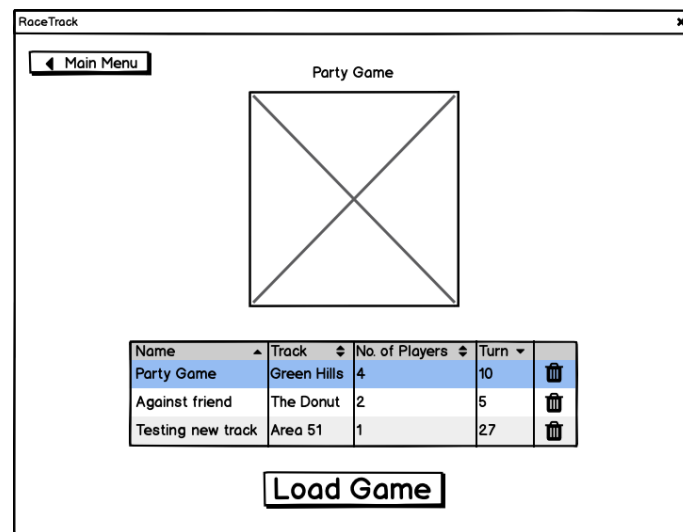 RaceTrack
Main Menu
Party Game
Name Track No. of Players Turn
Party Game Green Hills 4 10
Against friend The Donut 2 5
Testing new track Area 51 1 27
Load Game